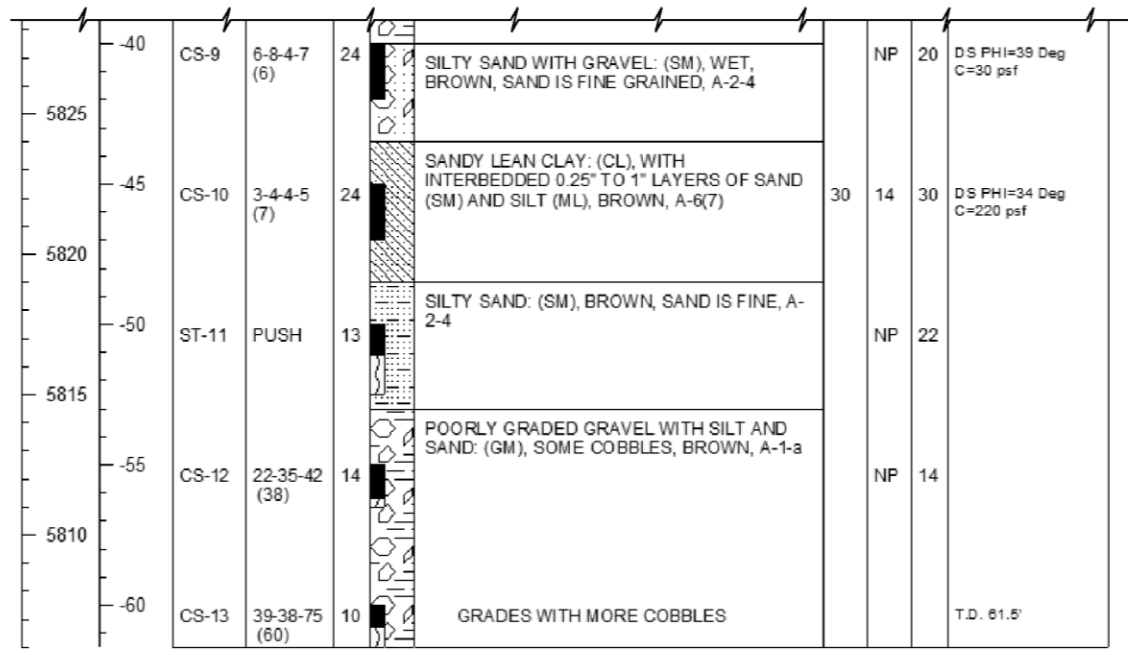 -40 CS-9 6-8-4-7 24 SILTY SAND WITH GRAVEL: (SM), WET, NP 20 DS PHI=39 Deg
(6) BROWN, SAND IS FINE GRAINED, A-2-4 C=30 psf
5825
SANDY LEAN CLAY: (CL), WITH
-45 CS-10 3-4-4-5 24 INTERBEDDED 0.25" TO 1" LAYERS OF SAND 30 14 30 DS PHI=34 Deg
(7) (SM) AND SILT (ML), BROWN, A-6(7) C=220 psf
5820
SILTY SAND: (SM), BROWN, SAND IS FINE, A-
-50 ST-11 PUSH 13 2-4 NP 22
5815
POORLY GRADED GRAVEL WITH SILT AND
SAND: (GM), SOME COBBLES, BROWN, A-1-a
-55 CS-12 22-35-42 14 NP 14
(38)
5810
-60 CS-13 39-38-75 10 GRADES WITH MORE COBBLES T.D. 61.5'
(60)